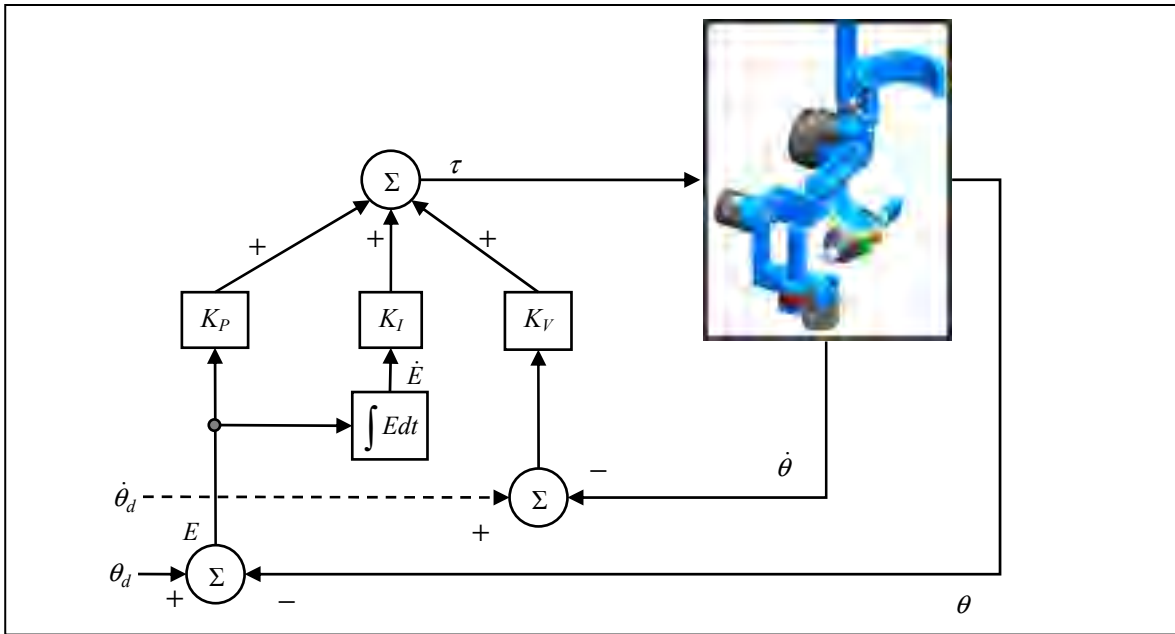 Σ
τ
+
+
+
K_P
K_I
K_V
Ė
∫ Edt
−
θ̇
θ̇_d
Σ
+
E
θ_d
Σ
+
−
θ